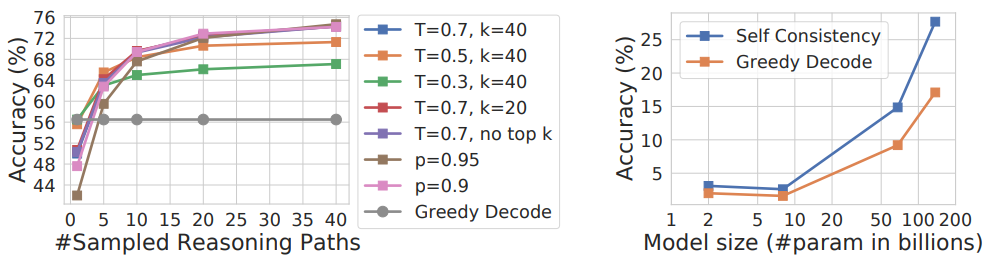 Accuracy (%)
76
72
68
64
60
56
52
48
44
0 5 10 15 20 25 30 35 40
#Sampled Reasoning Paths
T=0.7, k=40
T=0.5, k=40
T=0.3, k=40
T=0.7, k=20
T=0.7, no top k
p=0.95
p=0.9
Greedy Decode
Accuracy (%)
25
20
15
10
5
Self Consistency
Greedy Decode
1 2 5 10 20 50 100 200
Model size (#param in billions)